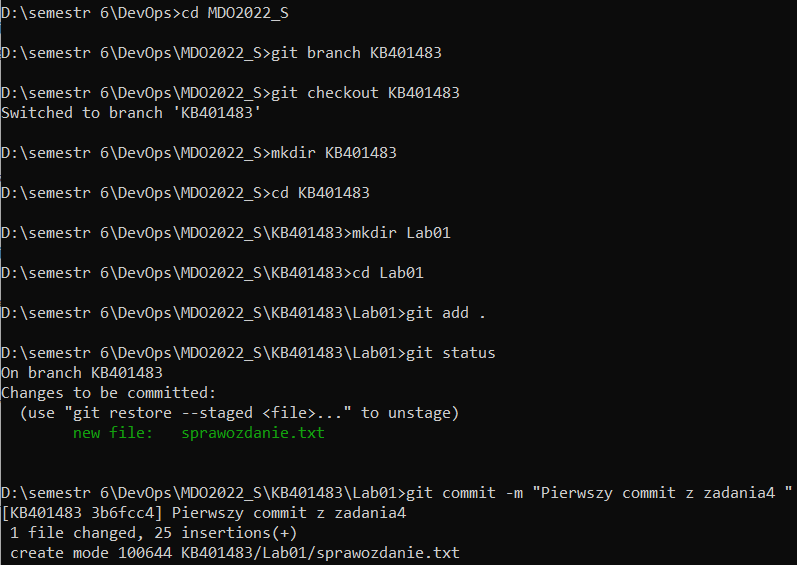 D:\semestr 6\DevOps>cd MDO2022_S
D:\semestr 6\DevOps\MDO2022_S>git branch KB401483
D:\semestr 6\DevOps\MDO2022_S>git checkout KB401483
Switched to branch 'KB401483'
D:\semestr 6\DevOps\MDO2022_S>mkdir KB401483
D:\semestr 6\DevOps\MDO2022_S>cd KB401483
D:\semestr 6\DevOps\MDO2022_S\KB401483>mkdir Lab01
D:\semestr 6\DevOps\MDO2022_S\KB401483>cd Lab01
D:\semestr 6\DevOps\MDO2022_S\KB401483\Lab01>git add .
D:\semestr 6\DevOps\MDO2022_S\KB401483\Lab01>git status
On branch KB401483
Changes to be committed:
  (use "git restore --staged <file>..." to unstage)
        new file:   sprawozdanie.txt
D:\semestr 6\DevOps\MDO2022_S\KB401483\Lab01>git commit -m "Pierwszy commit z zadania4 "
[KB401483 3b6fcc4] Pierwszy commit z zadania4
 1 file changed, 25 insertions(+)
 create mode 100644 KB401483/Lab01/sprawozdanie.txt